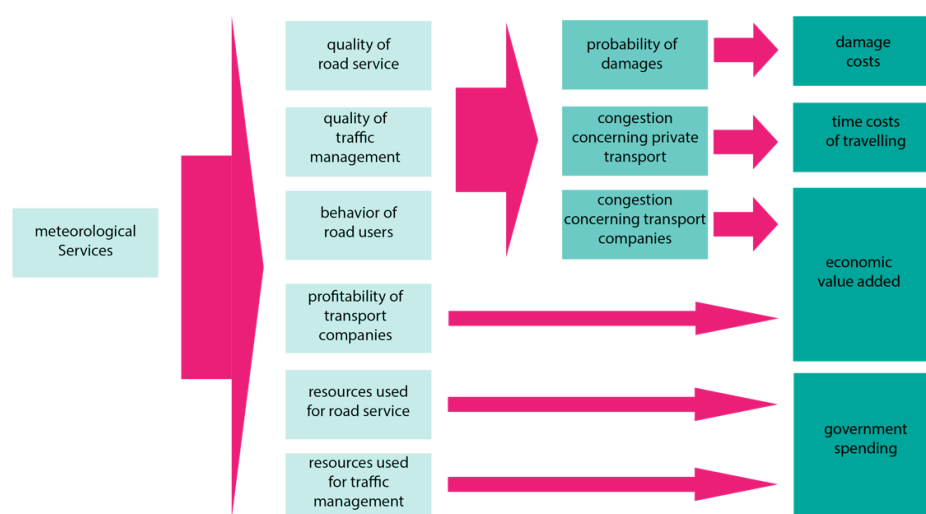 meteorological
Services
quality of
road service
quality of
traffic
management
behavior of
road users
profitability of
transport
companies
resources used
for road service
resources used
for traffic
management
probability of
damages
congestion
concerning private
transport
congestion
concerning transport
companies
damage
costs
time costs
of travelling
economic
value added
government
spending